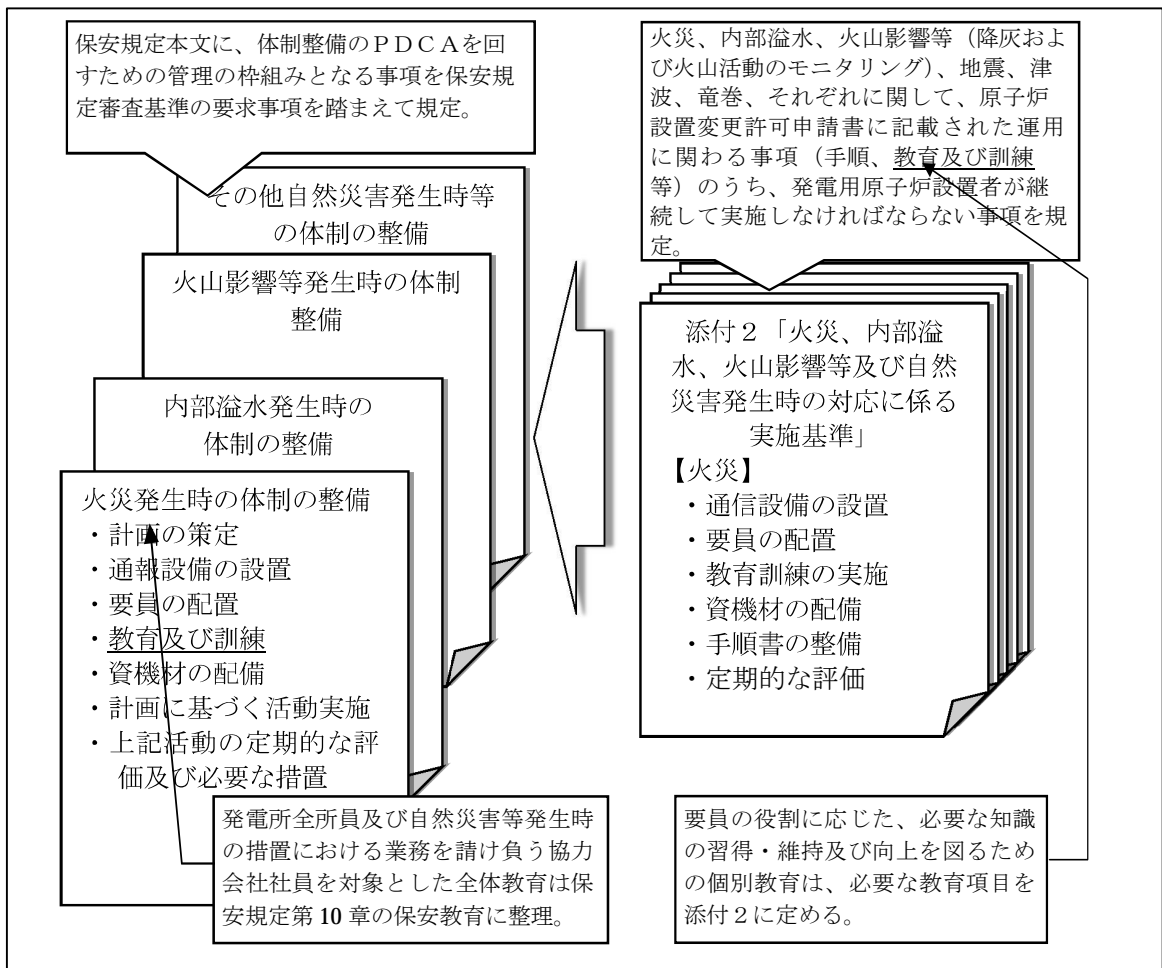 保安規定本文に、体制整備のＰＤＣＡを回
すための管理の枠組みとなる事項を保安規
定審査基準の要求事項を踏まえて規定。
その他自然災害発生時等
の体制の整備
火山影響等発生時の体制
整備
内部溢水発生時の
体制の整備
火災発生時の体制の整備
・計画の策定
・通報設備の設置
・要員の配置
・教育及び訓練
・資機材の配備
・計画に基づく活動実施
・上記活動の定期的な評
価及び必要な措置
発電所全所員及び自然災害等発生時
の措置における業務を請け負う協力
会社社員を対象とした全体教育は保
安規定第 10 章の保安教育に整理。
火災、内部溢水、火山影響等（降灰およ
び火山活動のモニタリング）、地震、津
波、竜巻、それぞれに関して、原子炉
設置変更許可申請書に記載された運用
に関わる事項（手順、教育及び訓練
等）のうち、発電用原子炉設置者が継
続して実施しなければならない事項を規
定。
添付２「火災、内部溢
水、火山影響等及び自然
災害発生時の対応に係る
実施基準」
【火災】
・通信設備の設置
・要員の配置
・教育訓練の実施
・資機材の配備
・手順書の整備
・定期的な評価
要員の役割に応じた、必要な知識
の習得・維持及び向上を図るため
の個別教育は、必要な教育項目を
添付２に定める。